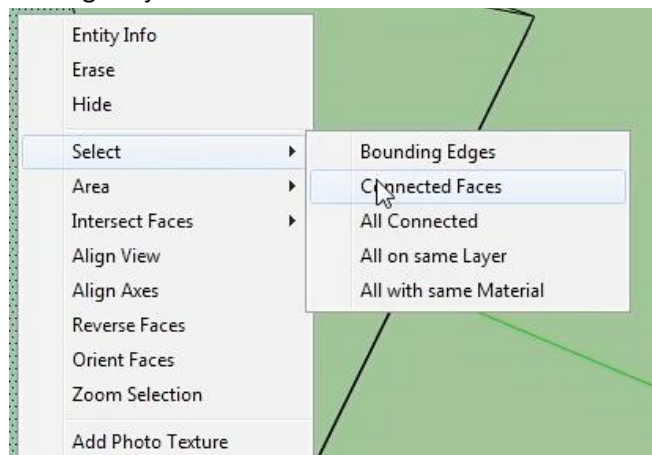 Entity Info
Erase
Hide
Select
Area
Intersect Faces
Align View
Align Axes
Reverse Faces
Orient Faces
Zoom Selection
Add Photo Texture
Bounding Edges
Connected Faces
All Connected
All on same Layer
All with same Material